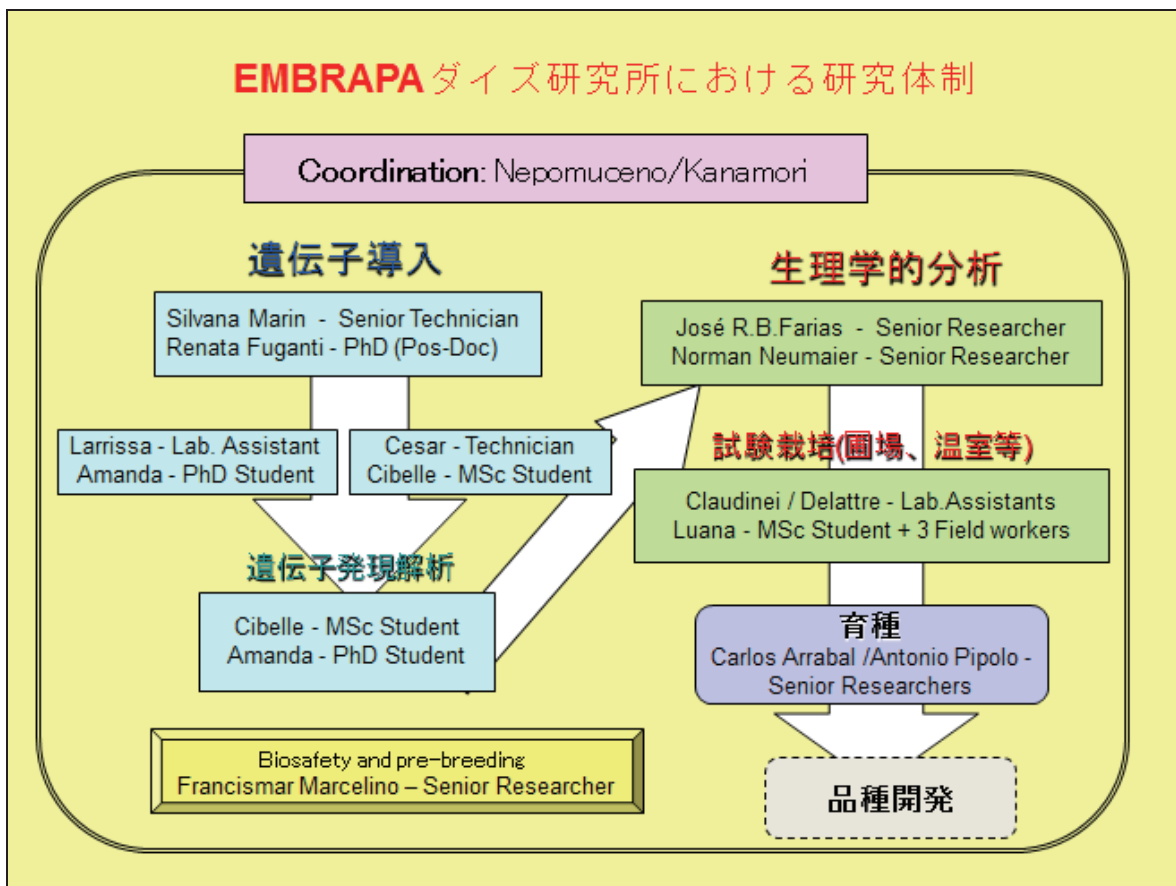 EMBRAPAダイズ研究所における研究体制
Coordination: Nepomuceno/Kanamori
遺伝子導入
Silvana Marin - Senior Technician
Renata Fuganti - PhD (Pos-Doc)
Larrissa - Lab. Assistant
Amanda - PhD Student
Cesar - Technician
Cibelle - MSc Student
遺伝子発現解析
Cibelle - MSc Student
Amanda - PhD Student
Biosafety and pre-breeding
Francismar Marcelino – Senior Researcher
生理学的分析
José R.B.Farias - Senior Researcher
Norman Neumaier - Senior Researcher
試験栽培(圃場、温室等)
Claudinei / Delattre - Lab.Assistants
Luana - MSc Student + 3 Field workers
育種
Carlos Arrabal /Antonio Pipolo -
Senior Researchers
品種開発